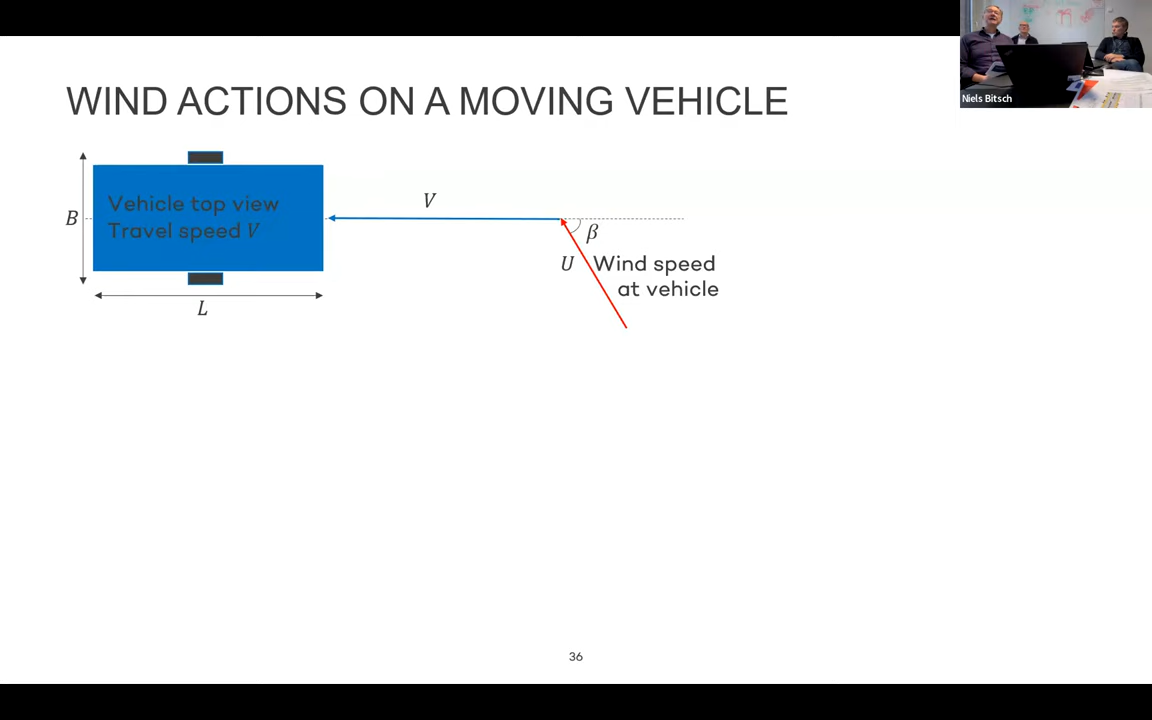 Niels Bitsch
WIND ACTIONS ON A MOVING VEHICLE
Vehicle top view
Travel speed V
B
L
V
β
U Wind speed
at vehicle
36